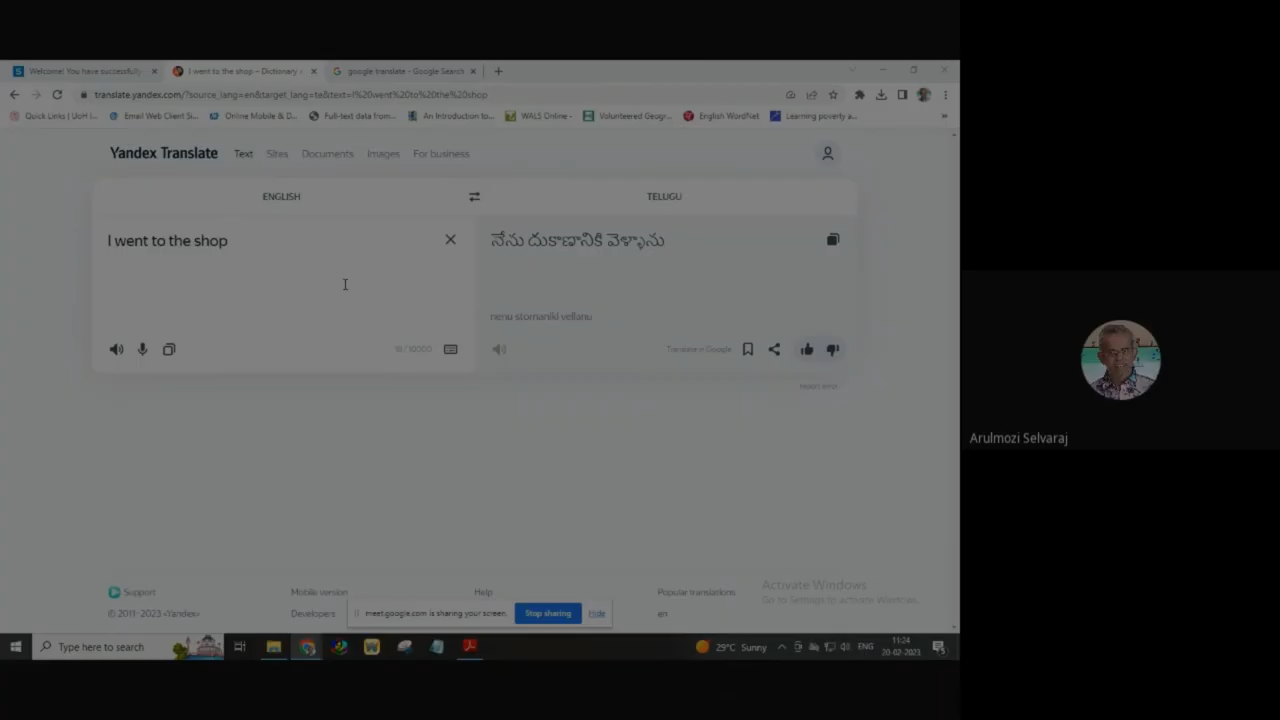 Welcome! You have successfully
I went to the shop – Dictionary
google translate - Google Search
translate.yandex.com/?source_lang=en&target_lang=te&text=I%20went%20to%20the%20shop
Quick Links | UoH I...
Email Web Client Si...
Online Mobile & D...
Full-text data from...
An Introduction to...
WALS Online -
Volunteered Geogr...
English WordNet
Learning poverty a...
»
Yandex Translate
Text
Sites
Documents
Images
For business
ENGLISH
TELUGU
I went to the shop
నేను దుకాణానికి వెళ్ళాను
nenu stomaniki vellanu
/ 10000
Translate in Google
report error
Arulmozi Selvaraj
Support
Mobile version
Help
Popular translations
© 2011–2023 «Yandex»
Developers
en
meet.google.com is sharing your screen.
Stop sharing
Hide
Activate Windows
Go to Settings to activate Windows.
Type here to search
29°C Sunny
ENG
11:24
20-02-2023